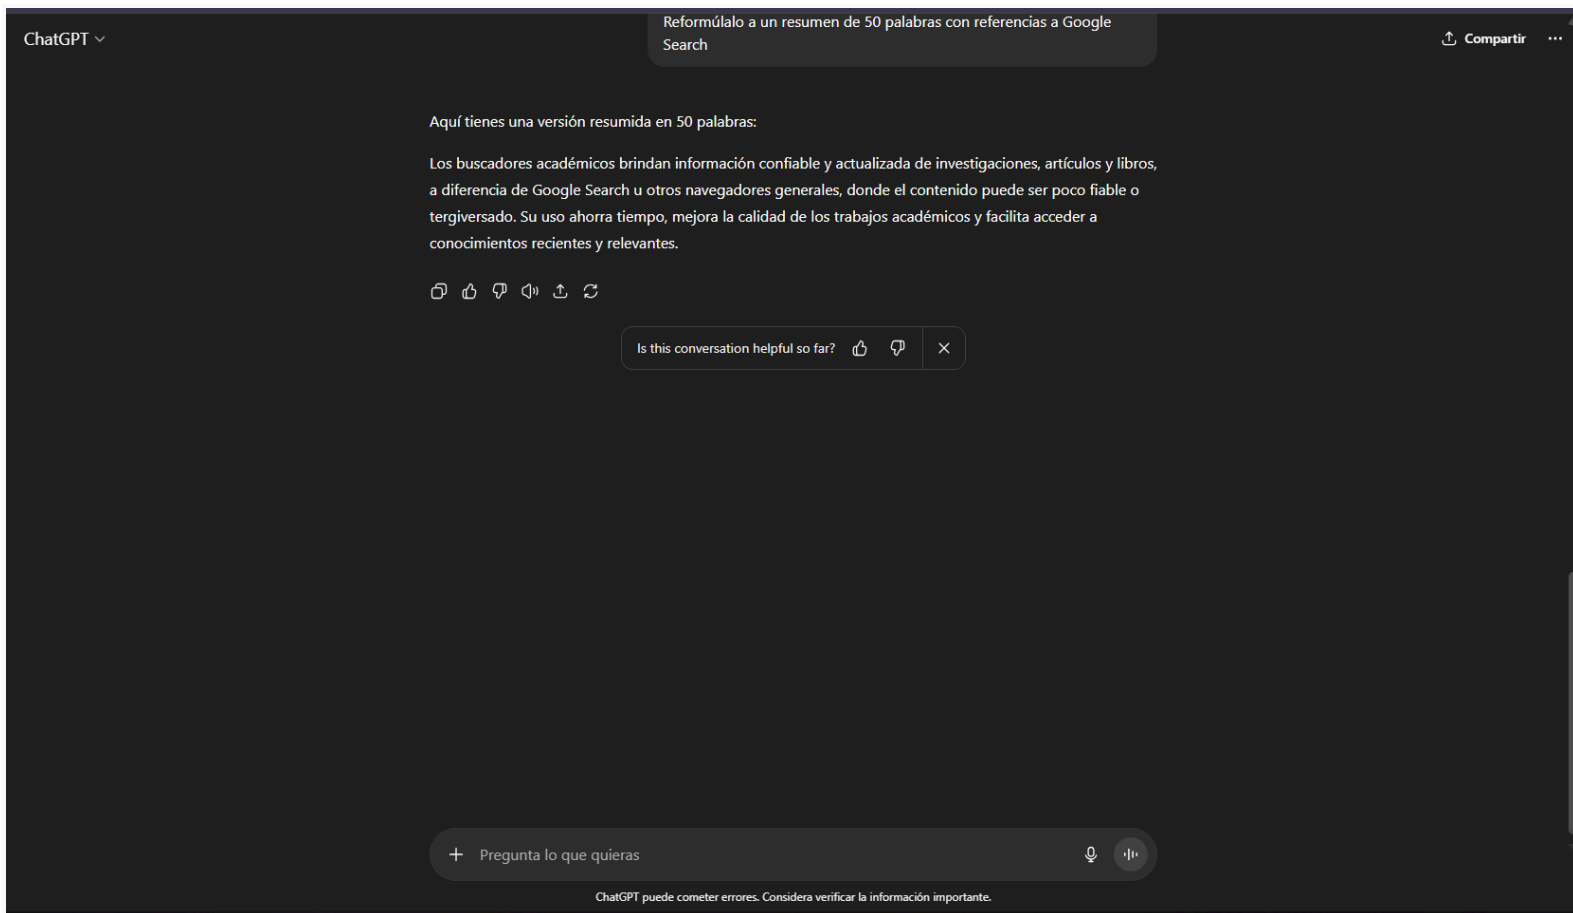 Reformúlalo a un resumen de 50 palabras con referencias a Google
Search
ChatGPT
Compartir
Aquí tienes una versión resumida en 50 palabras:
Los buscadores académicos brindan información confiable y actualizada de investigaciones, artículos y libros,
a diferencia de Google Search u otros navegadores generales, donde el contenido puede ser poco fiable o
tergiversado. Su uso ahorra tiempo, mejora la calidad de los trabajos académicos y facilita acceder a
conocimientos recientes y relevantes.
Is this conversation helpful so far?
Pregunta lo que quieras
ChatGPT puede cometer errores. Considera verificar la información importante.